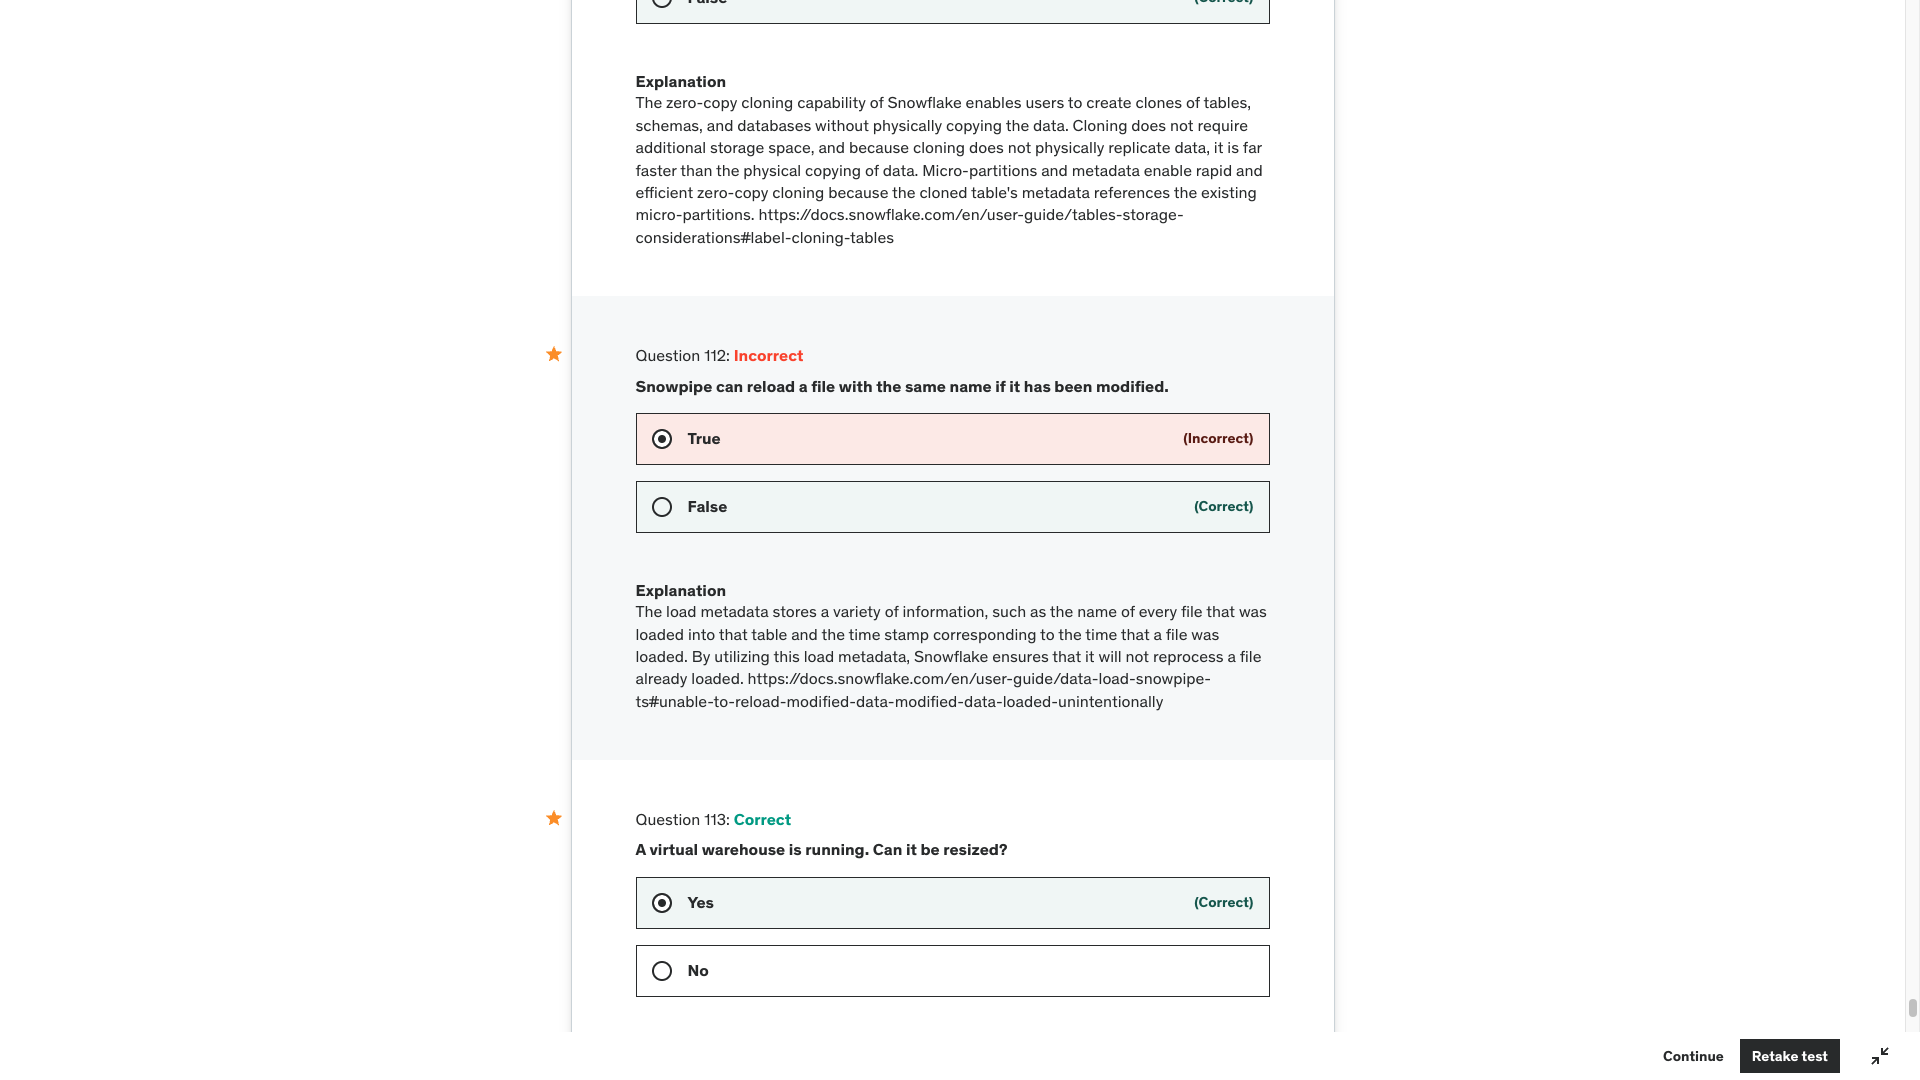 False (Correct)
Explanation
The zero-copy cloning capability of Snowflake enables users to create clones of tables,
schemas, and databases without physically copying the data. Cloning does not require
additional storage space, and because cloning does not physically replicate data, it is far
faster than the physical copying of data. Micro-partitions and metadata enable rapid and
efficient zero-copy cloning because the cloned table's metadata references the existing
micro-partitions. https://docs.snowflake.com/en/user-guide/tables-storage-
considerations#label-cloning-tables
Question 112: Incorrect
Snowpipe can reload a file with the same name if it has been modified.
True (Incorrect)
False (Correct)
Explanation
The load metadata stores a variety of information, such as the name of every file that was
loaded into that table and the time stamp corresponding to the time that a file was
loaded. By utilizing this load metadata, Snowflake ensures that it will not reprocess a file
already loaded. https://docs.snowflake.com/en/user-guide/data-load-snowpipe-
ts#unable-to-reload-modified-data-modified-data-loaded-unintentionally
Question 113: Correct
A virtual warehouse is running. Can it be resized?
Yes (Correct)
No
Continue Retake test